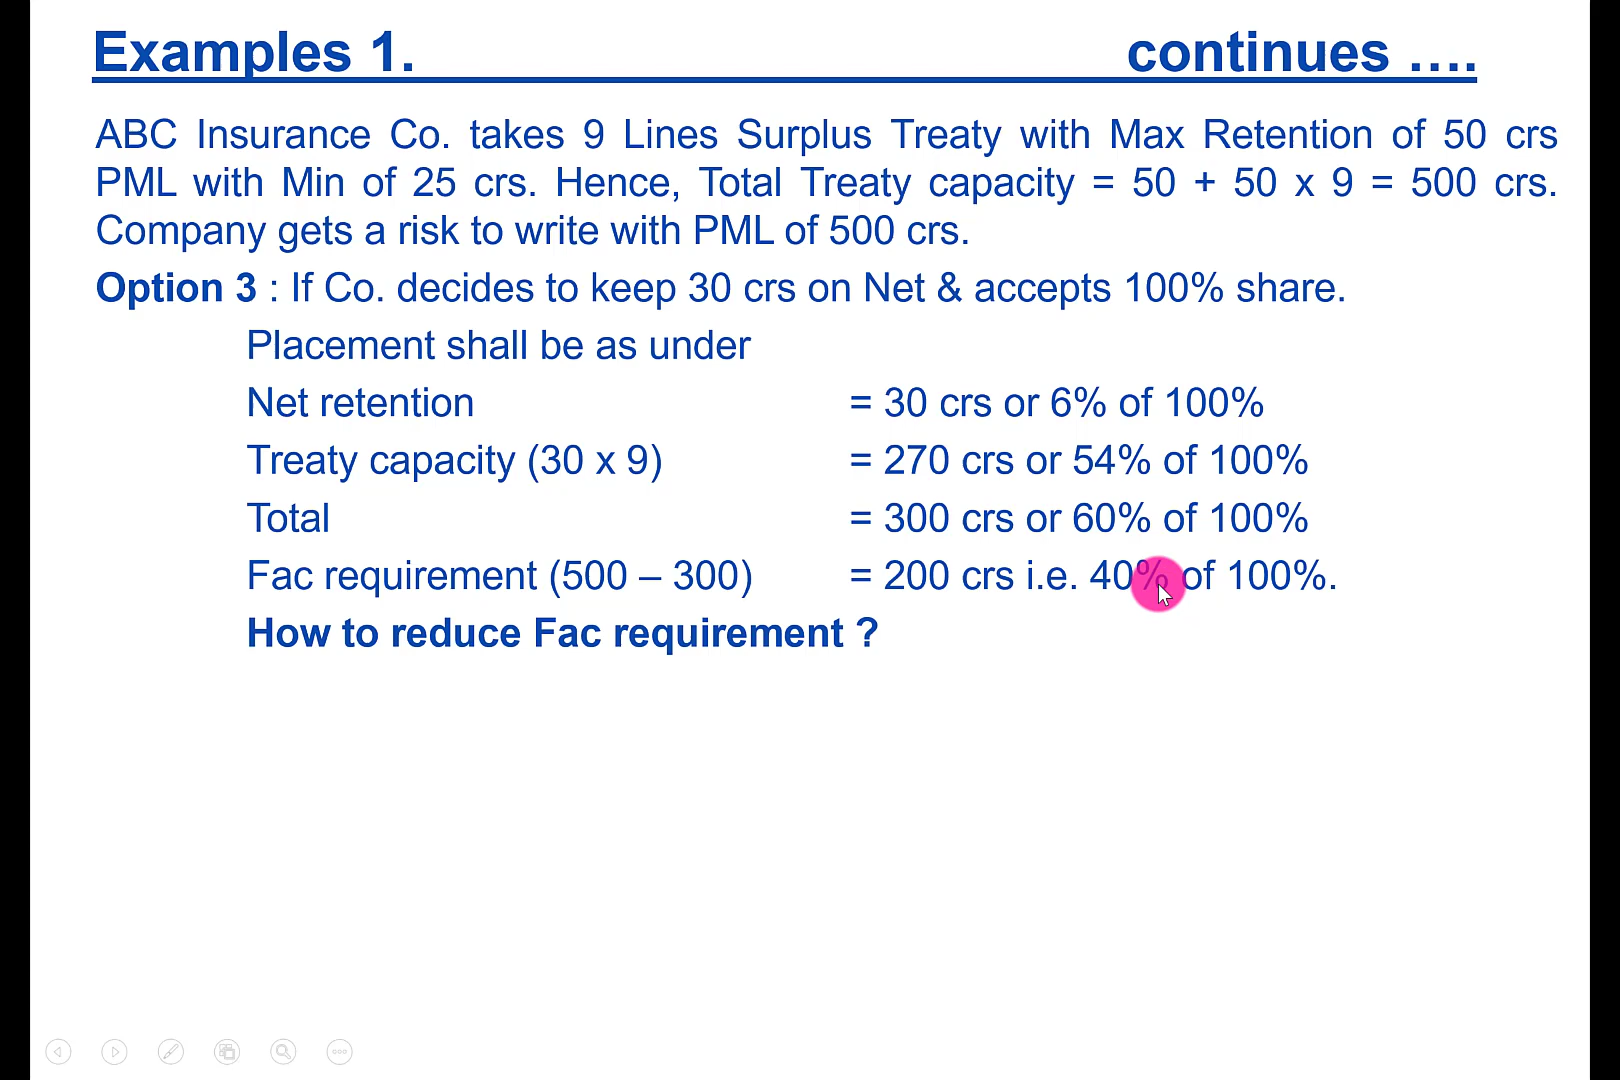 Examples 1. continues ....
ABC Insurance Co. takes 9 Lines Surplus Treaty with Max Retention of 50 crs
PML with Min of 25 crs. Hence, Total Treaty capacity = 50 + 50 x 9 = 500 crs.
Company gets a risk to write with PML of 500 crs.
Option 3 : If Co. decides to keep 30 crs on Net & accepts 100% share.
Placement shall be as under
Net retention = 30 crs or 6% of 100%
Treaty capacity (30 x 9) = 270 crs or 54% of 100%
Total = 300 crs or 60% of 100%
Fac requirement (500 – 300) = 200 crs i.e. 40% of 100%.
How to reduce Fac requirement ?